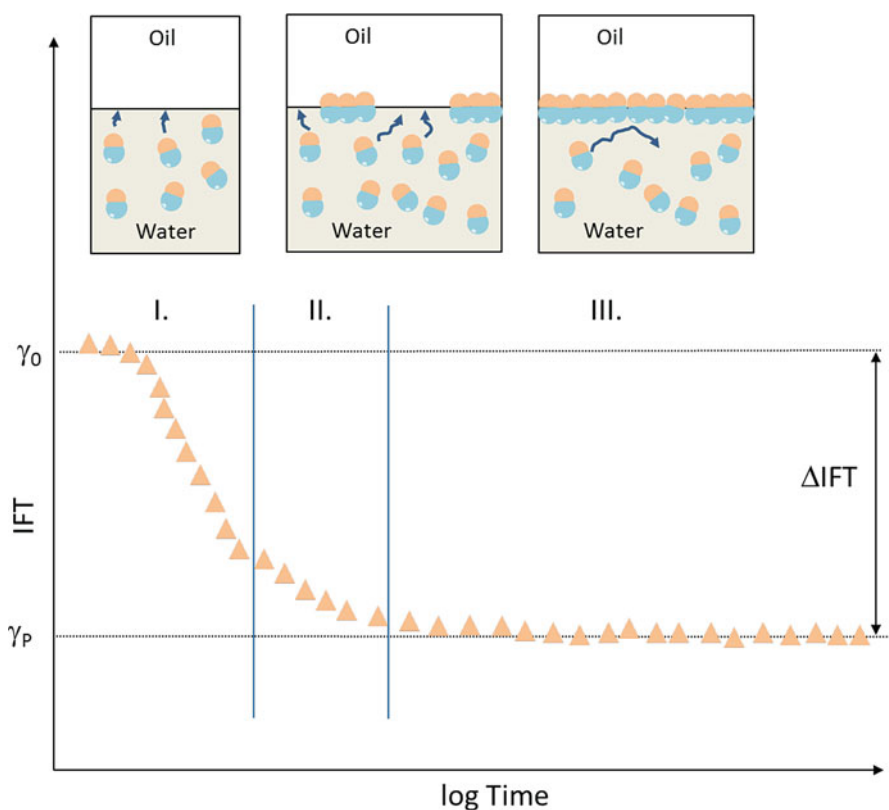 Oil
Water
Oil
Water
Oil
Water
I.
II.
III.
γ₀
ΔIFT
IFT
γP
log Time